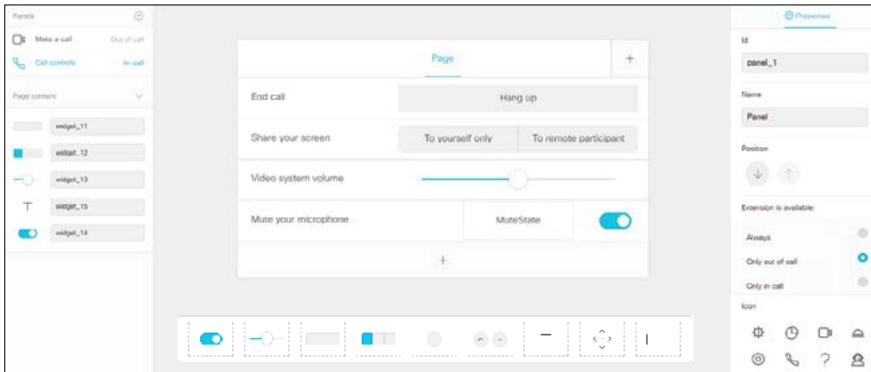 Panels
Make a call
Out of call
Call controls
In-call
Page content
widget_11
widget_12
widget_13
widget_15
widget_14
Page
+
End call
Hang up
Share your screen
To yourself only
To remote participant
Video system volume
Mute your microphone
MuteState
+
Properties
Id
panel_1
Name
Panel
Position
Extension is available:
Always
Only out of call
Only in call
Icon